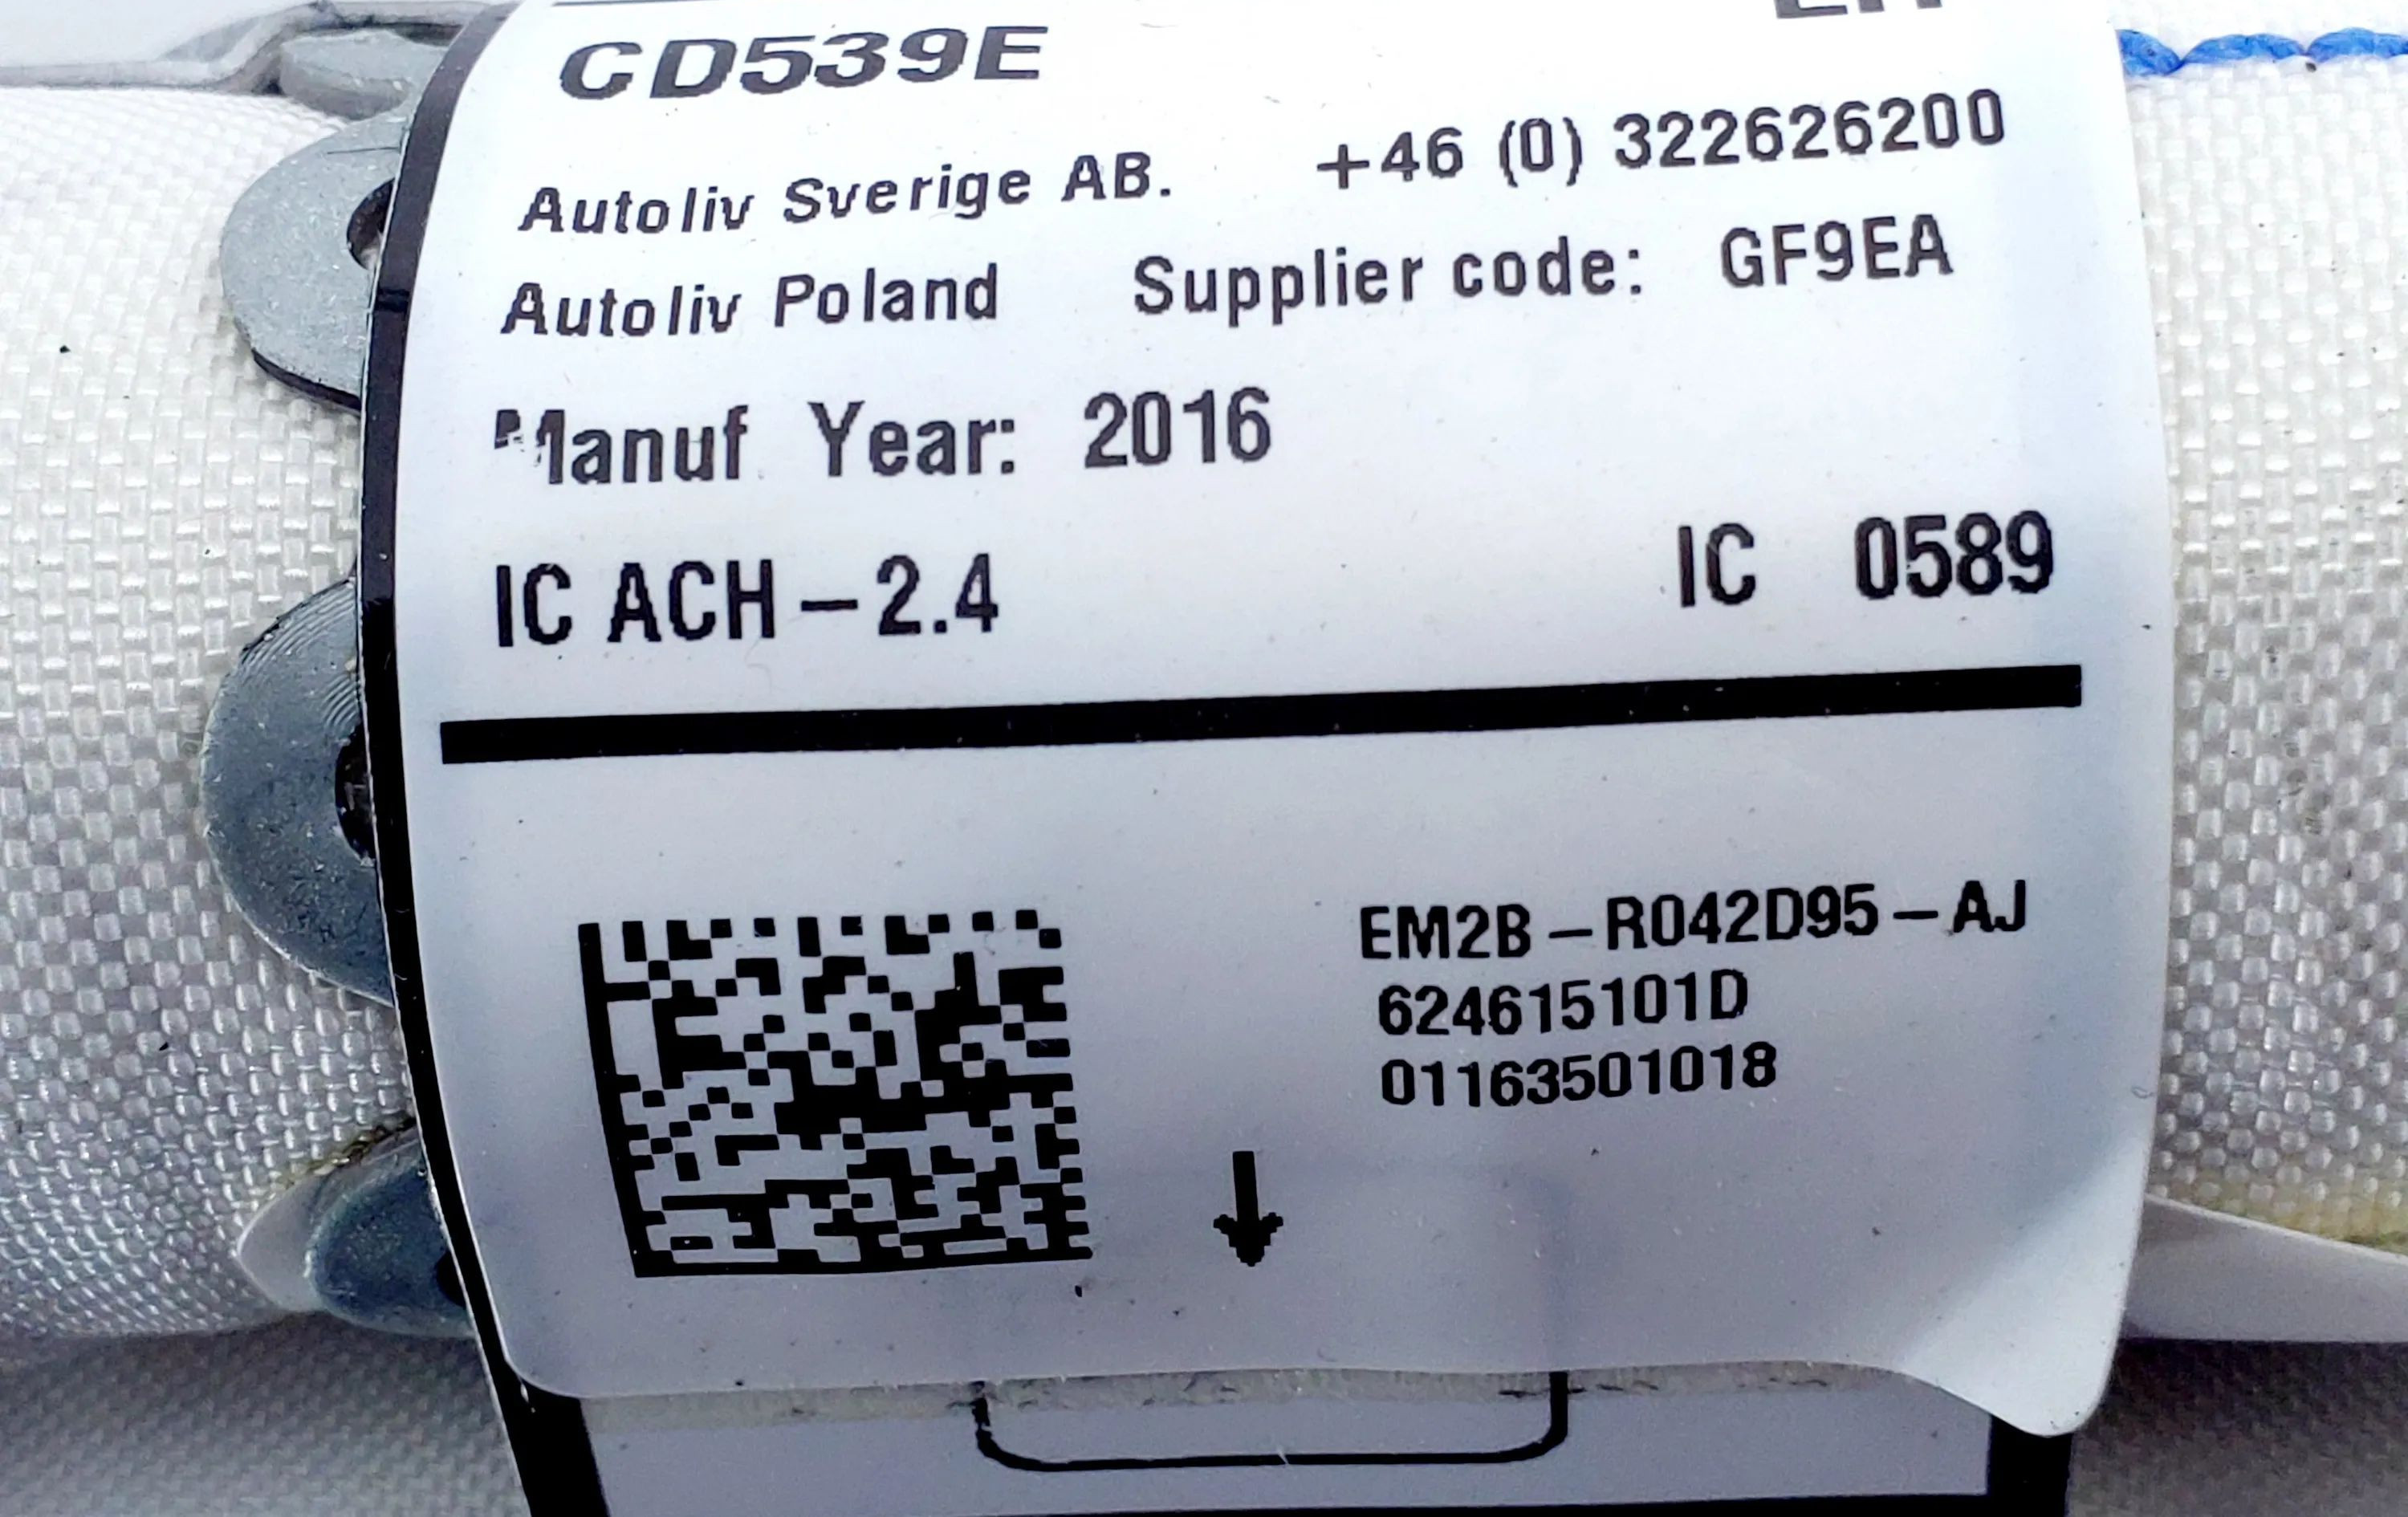 CD539E
Autoliv Sverige AB. +46 (0) 322626200
Autoliv Poland Supplier code: GF9EA
Manuf Year: 2016
IC ACH-2.4 IC 0589
EM2B-R042D95-AJ
624615101D
01163501018